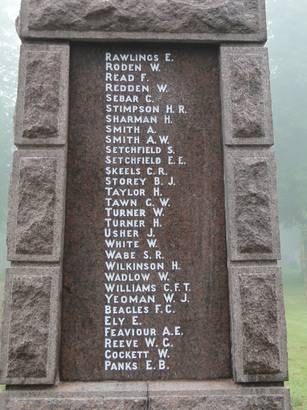 RAWLINGS E.
RODEN W.
READ F.
REDDEN W.
SEBAR C.
STIMPSON H. R.
SHARMAN H.
SMITH A.
SMITH A. W.
SETCHFIELD S.
SETCHFIELD E. E.
SKEELS C. R.
STOREY B. J.
TAYLOR H.
TAWN G. W.
TURNER W.
TURNER H.
USHER J.
WHITE W.
WABE S. R.
WILKINSON H.
WADLOW W.
WILLIAMS C. F. T.
YEOMAN W. J.
BEAGLES F. C.
ELY E.
FEAVIOUR A. E.
REEVE W. G.
COCKETT W.
PANKS E. B.